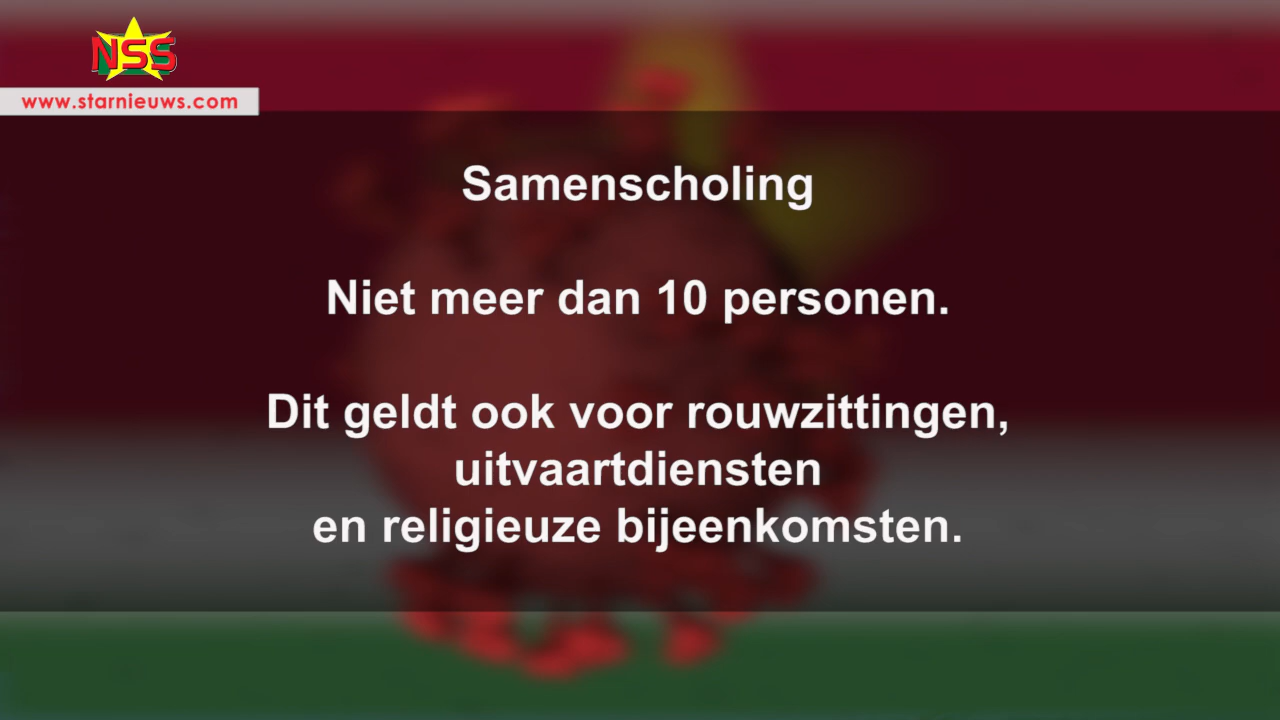 NSS
www.starnieuws.com
Samenscholing
Niet meer dan 10 personen.
Dit geldt ook voor rouwzittingen,
uitvaartdiensten
en religieuze bijeenkomsten.